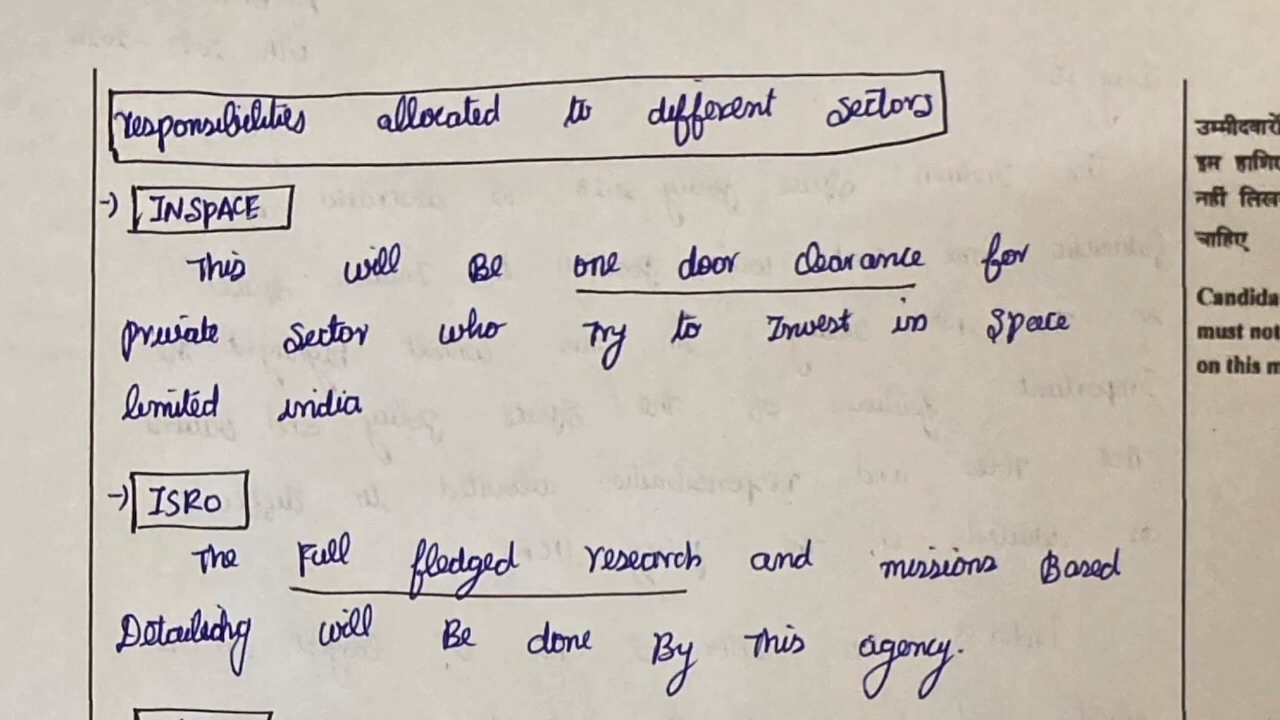 responsibilities allocated to different sectors
→ INSPACE
This will Be one door clearance for
private sector who Try to Invest in space
limited india
→ ISRO
The Full fledged research and missions Based
Detailing will Be done By This agency.
उम्मीदवारों
इस हाशिए
नहीं लिख
चाहिए
Candida
must not
on this m